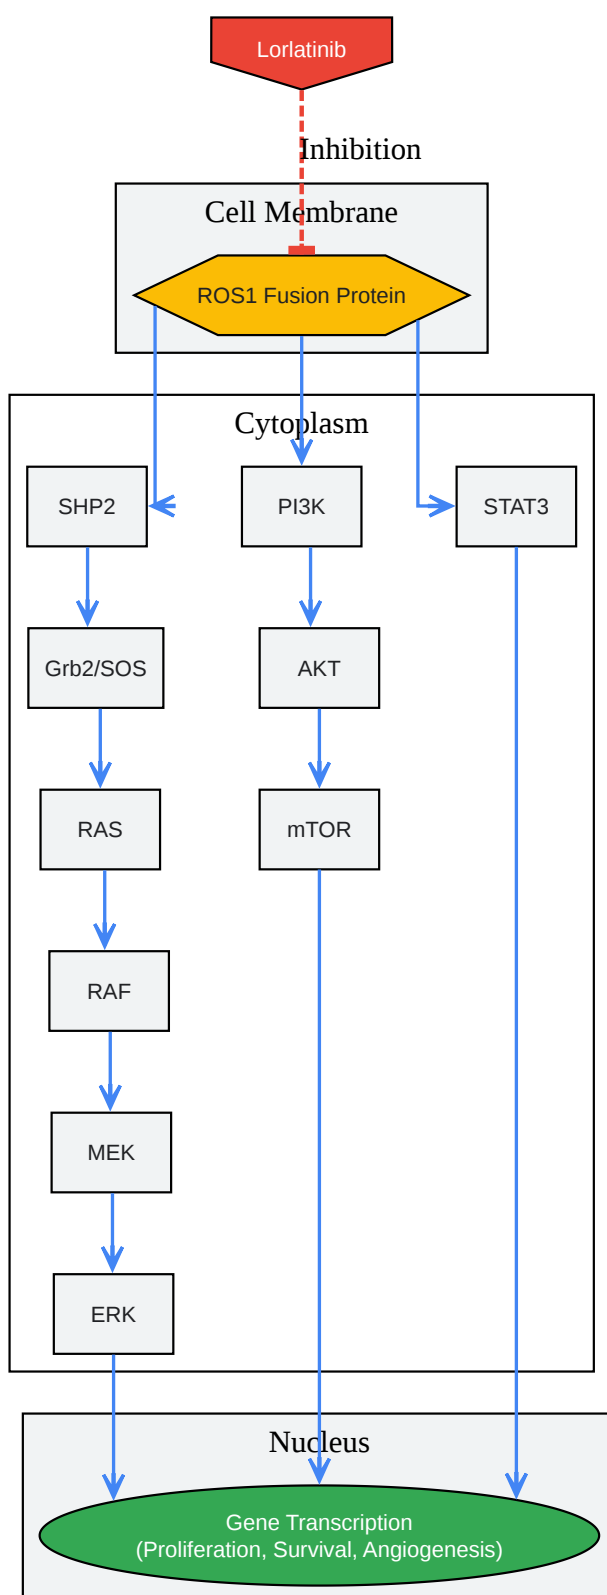 Lorlatinib
Inhibition
Cell Membrane
ROS1 Fusion Protein
Cytoplasm
SHP2
PI3K
STAT3
Grb2/SOS
AKT
RAS
mTOR
RAF
MEK
ERK
Nucleus
Gene Transcription
(Proliferation, Survival, Angiogenesis)